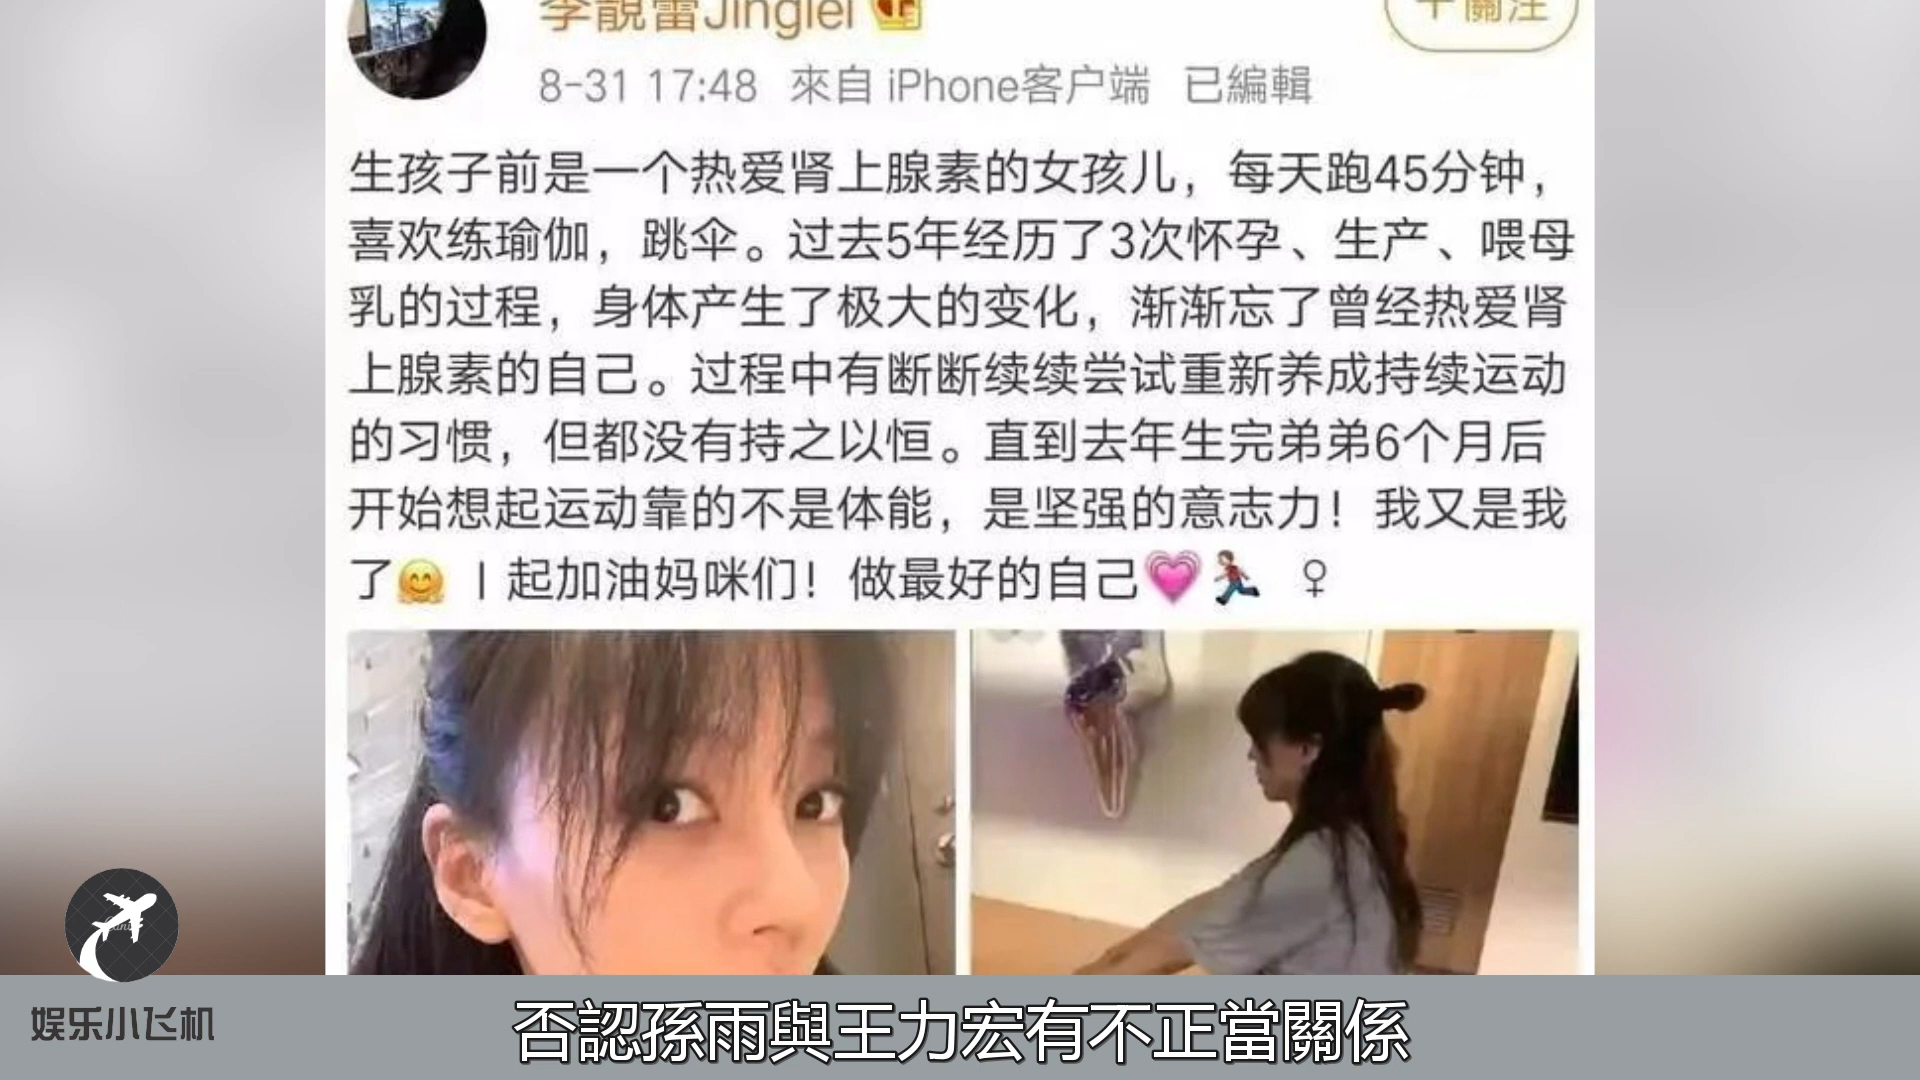 李靚蕾Jinglei
十關注
8-31 17:48 來自 iPhone客户端 已編輯
生孩子前是一个热爱肾上腺素的女孩儿，每天跑45分钟，
喜欢练瑜伽，跳伞。过去5年经历了3次怀孕、生产、喂母
乳的过程，身体产生了极大的变化，渐渐忘了曾经热爱肾
上腺素的自己。过程中有断断续续尝试重新养成持续运动
的习惯，但都没有持之以恒。直到去年生完弟弟6个月后
开始想起运动靠的不是体能，是坚强的意志力！我又是我
了🤗 丨起加油妈咪们！做最好的自己💗🏃 ♀
娱乐小飞机
否認孫雨與王力宏有不正當關係